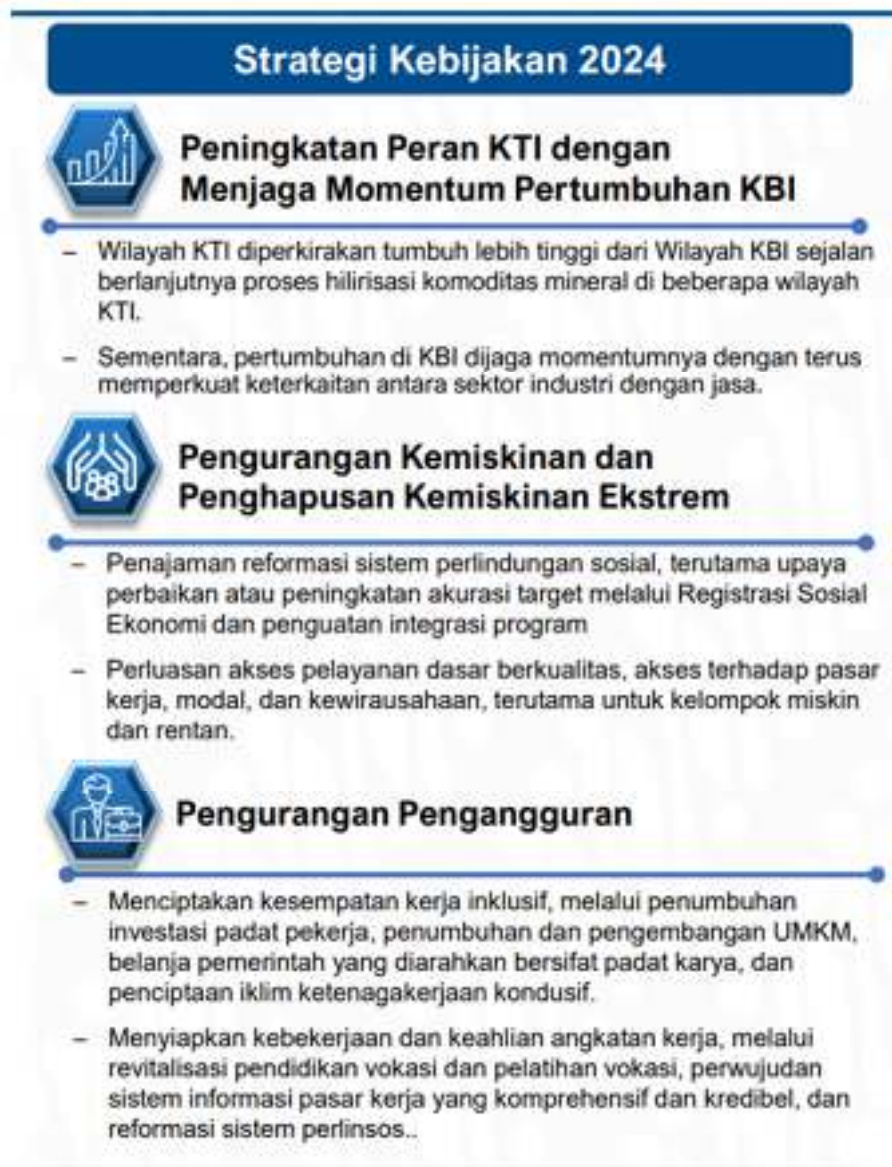 Strategi Kebijakan 2024
Peningkatan Peran KTI dengan
Menjaga Momentum Pertumbuhan KBI
– Wilayah KTI diperkirakan tumbuh lebih tinggi dari Wilayah KBI sejalan
berlanjutnya proses hilirisasi komoditas mineral di beberapa wilayah
KTI.
– Sementara, pertumbuhan di KBI dijaga momentumnya dengan terus
memperkuat keterkaitan antara sektor industri dengan jasa.
Pengurangan Kemiskinan dan
Penghapusan Kemiskinan Ekstrem
– Penajaman reformasi sistem perlindungan sosial, terutama upaya
perbaikan atau peningkatan akurasi target melalui Registrasi Sosial
Ekonomi dan penguatan integrasi program
– Perluasan akses pelayanan dasar berkualitas, akses terhadap pasar
kerja, modal, dan kewirausahaan, terutama untuk kelompok miskin
dan rentan.
Pengurangan Pengangguran
– Menciptakan kesempatan kerja inklusif, melalui penumbuhan
investasi padat pekerja, penumbuhan dan pengembangan UMKM,
belanja pemerintah yang diarahkan bersifat padat karya, dan
penciptaan iklim ketenagakerjaan kondusif.
– Menyiapkan kebekerjaan dan keahlian angkatan kerja, melalui
revitalisasi pendidikan vokasi dan pelatihan vokasi, perwujudan
sistem informasi pasar kerja yang komprehensif dan kredibel, dan
reformasi sistem perlinsos..